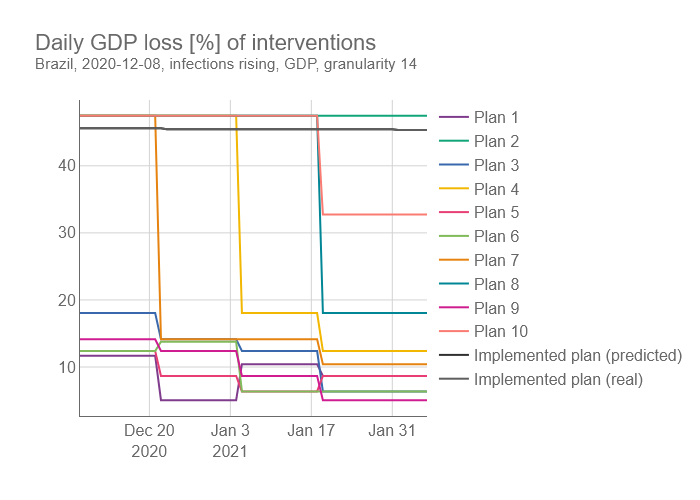 Daily GDP loss [%] of interventions
Brazil, 2020-12-08, infections rising, GDP, granularity 14
40
30
20
10
Dec 20
2020
Jan 3
2021
Jan 17
Jan 31
Plan 1
Plan 2
Plan 3
Plan 4
Plan 5
Plan 6
Plan 7
Plan 8
Plan 9
Plan 10
Implemented plan (predicted)
Implemented plan (real)